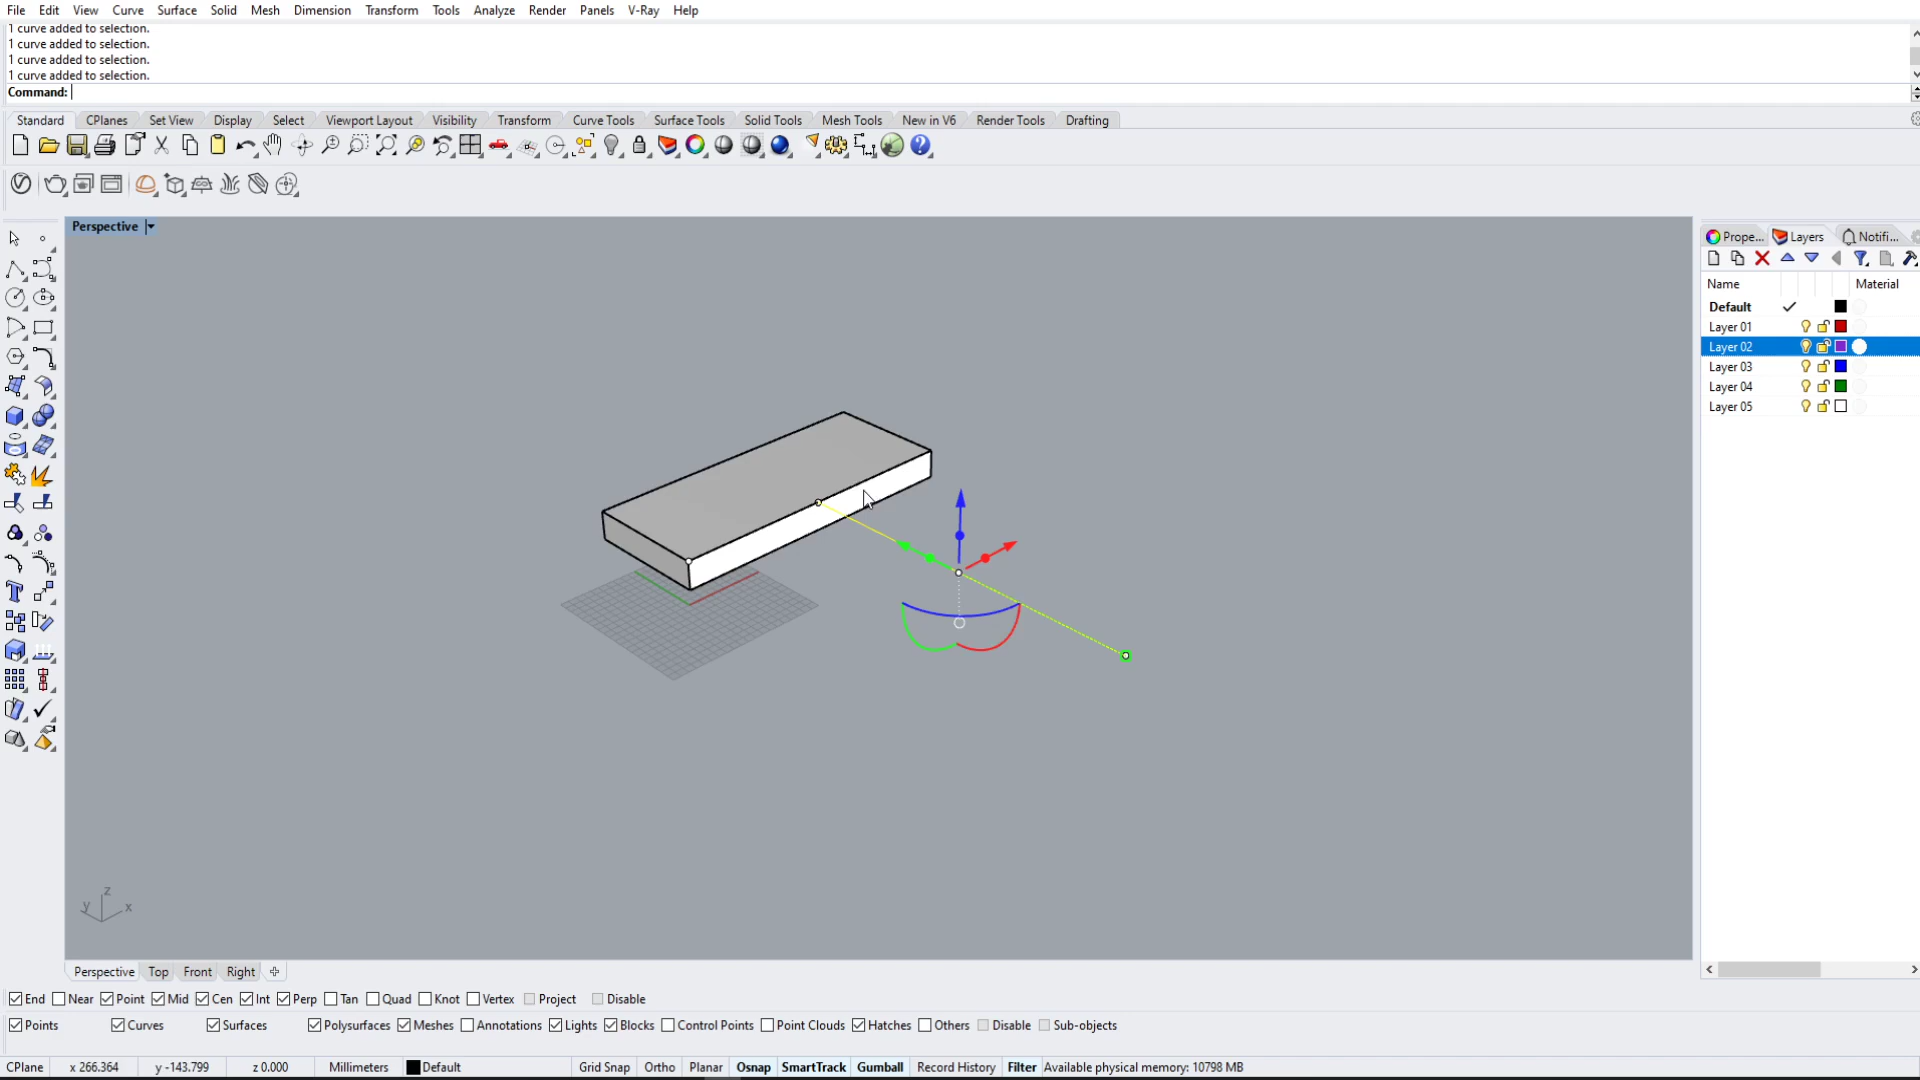 File Edit View Curve Surface Solid Mesh Dimension Transform Tools Analyze Render Panels V-Ray Help
1 curve added to selection.
1 curve added to selection.
1 curve added to selection.
1 curve added to selection.
Command:
Standard CPlanes Set View Display Select Viewport Layout Visibility Transform Curve Tools Surface Tools Solid Tools Mesh Tools New in V6 Render Tools Drafting
Perspective
Prope... Layers Notifi...
Name Material
Default
Layer 01
Layer 02
Layer 03
Layer 04
Layer 05
z
y x
Perspective Top Front Right
End Near Point Mid Cen Int Perp Tan Quad Knot Vertex Project Disable
Points Curves Surfaces Polysurfaces Meshes Annotations Lights Blocks Control Points Point Clouds Hatches Others Disable Sub-objects
CPlane x 266.364 y -143.799 z 0.000 Millimeters Default Grid Snap Ortho Planar Osnap SmartTrack Gumball Record History Filter Available physical memory: 10798 MB